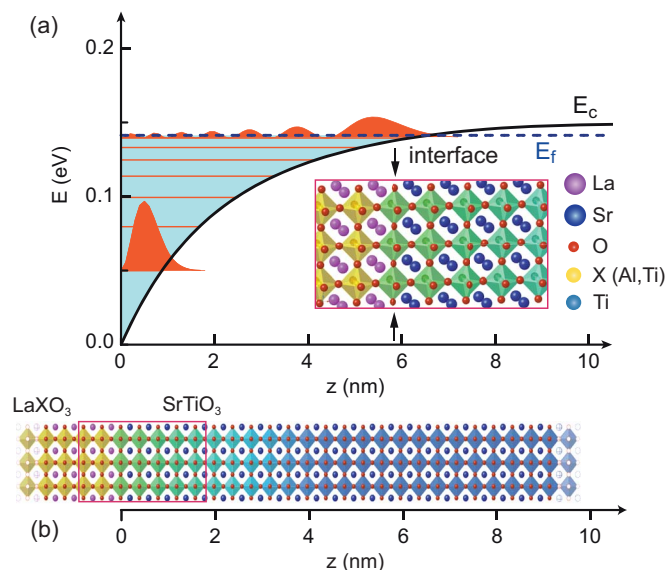 (a)
0.2
E_c
E_f
interface
E (eV)
0.1
La
Sr
O
X (Al,Ti)
Ti
0.0
0 2 4 6 8 10
z (nm)
LaXO₃ SrTiO₃
(b)
0 2 4 6 8 10
z (nm)